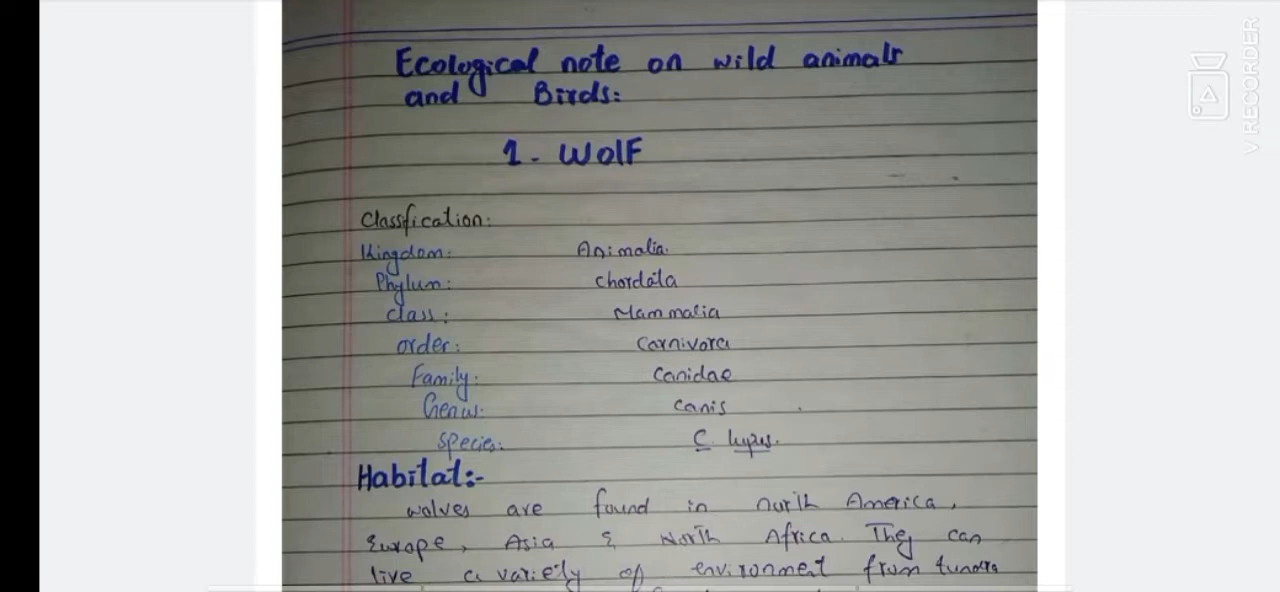 Ecological note on wild animals
and Birds:
1. Wolf
Classfication:
Kingdom: Animalia.
Phylum: Chordata
class: Mammalia
order: Carnivora
Family: Canidae
Genus: canis
Species: C. lupus.
Habitat:-
wolves are found in north America,
Europe, Asia & North Africa. They can
live a variety of environment from tundra
V RECORDER